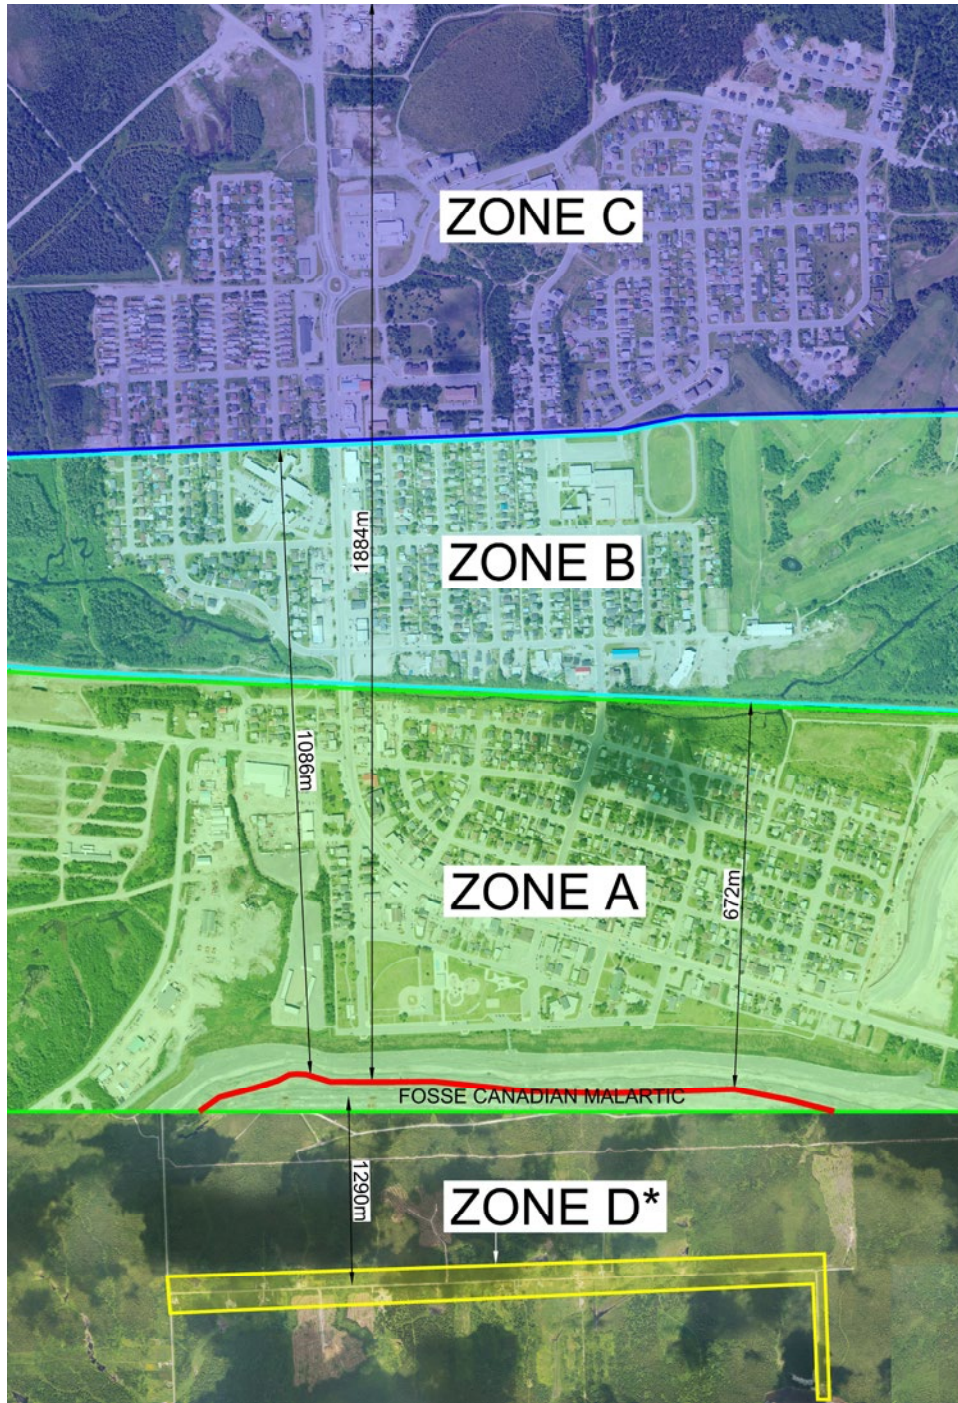 ZONE C
1884m
ZONE B
1086m
ZONE A
672m
FOSSE CANADIAN MALARTIC
1290m
ZONE D*